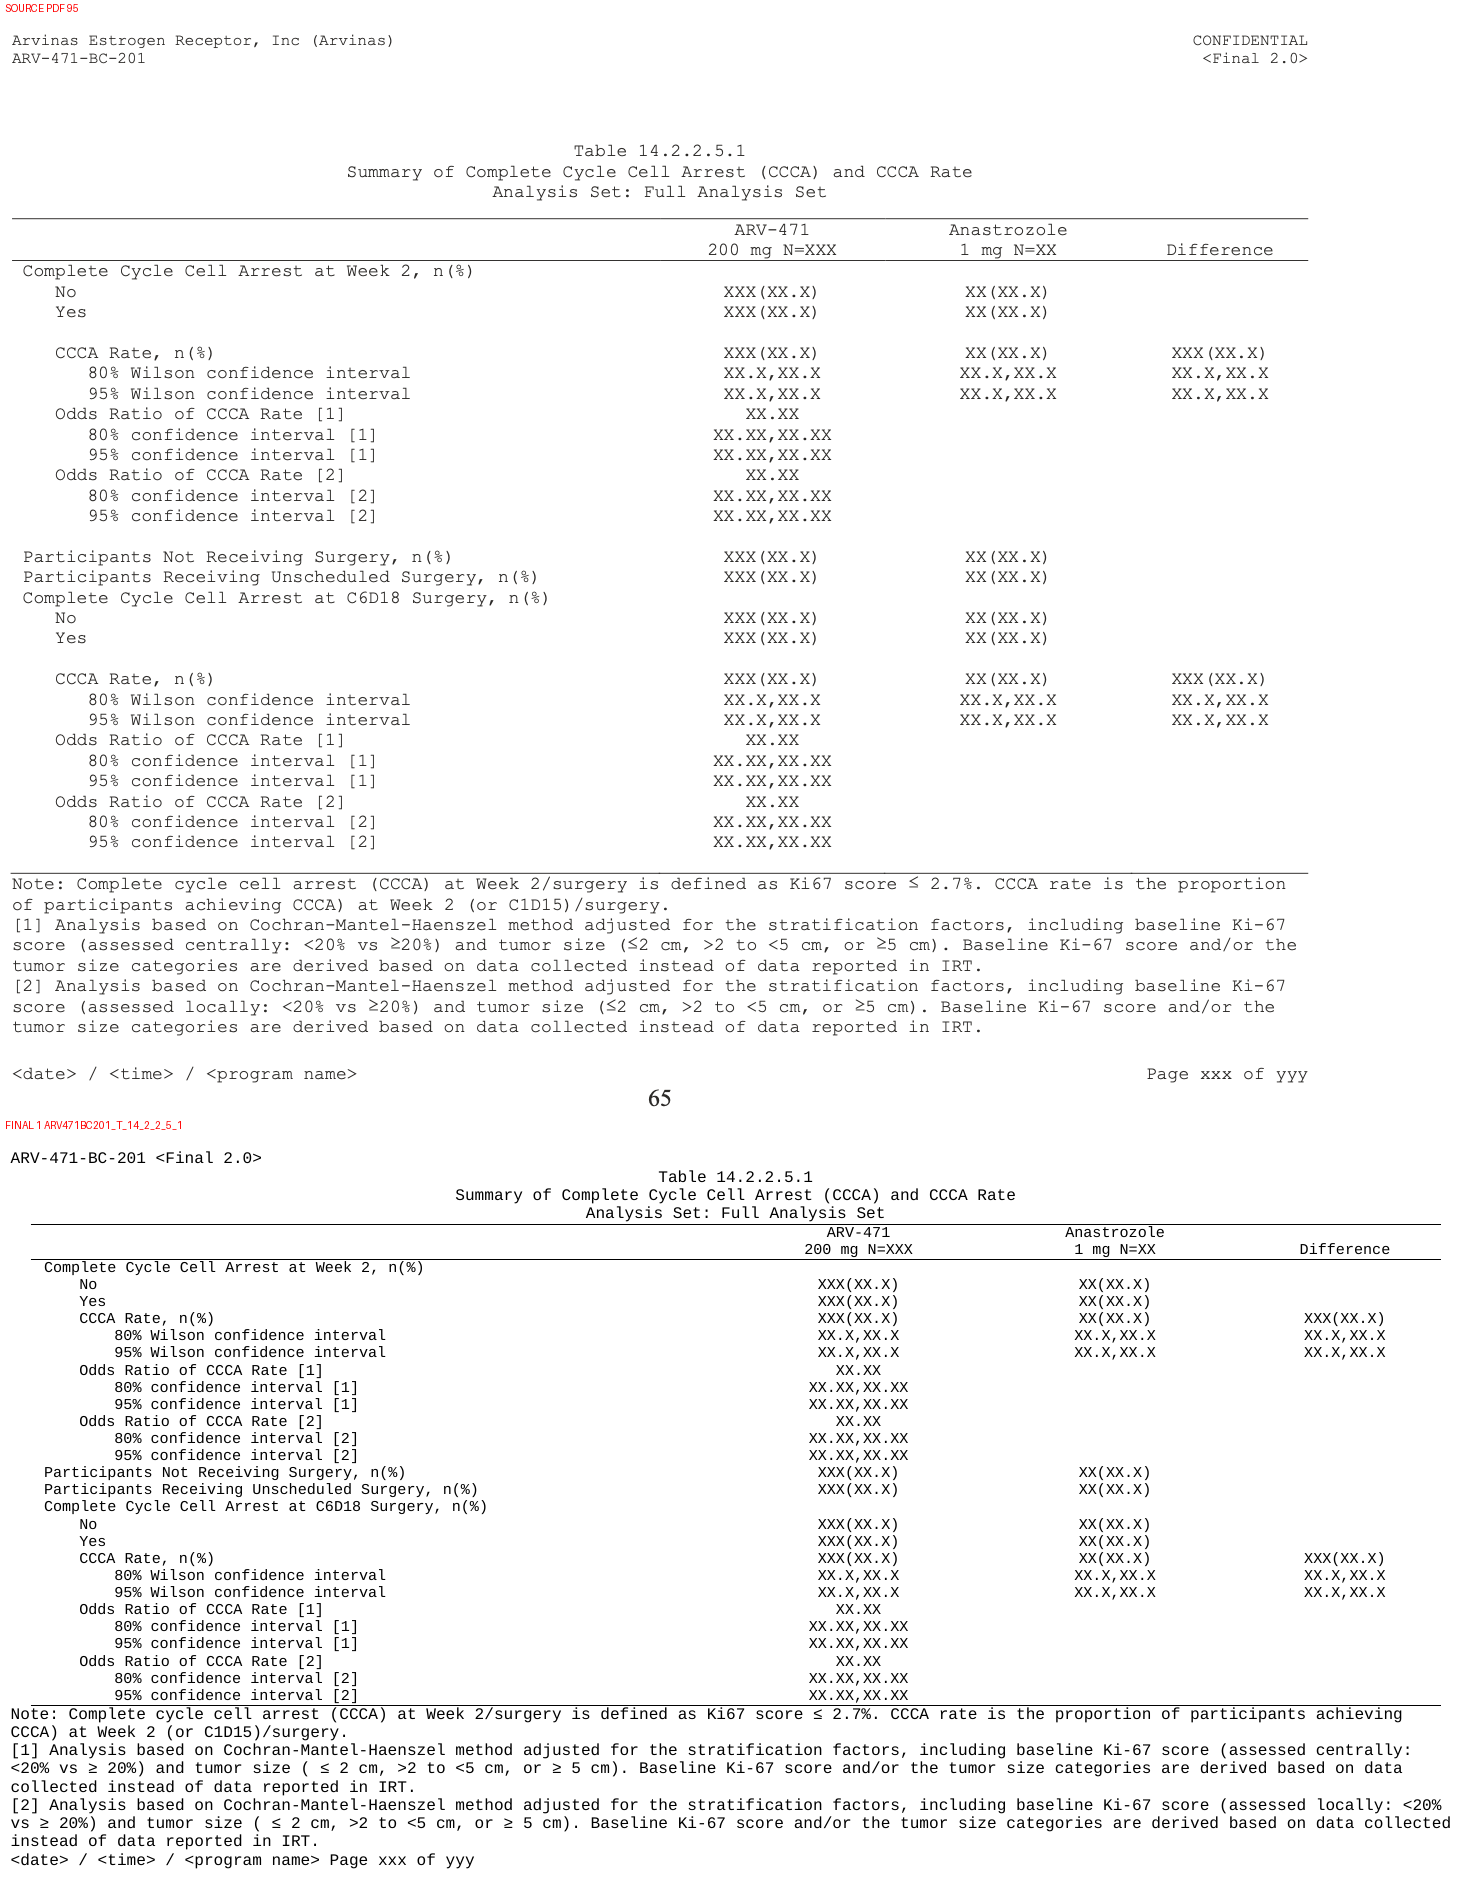 SOURCE PDF 95
Arvinas Estrogen Receptor, Inc (Arvinas) CONFIDENTIAL
ARV-471-BC-201 <Final 2.0>
Table 14.2.2.5.1
Summary of Complete Cycle Cell Arrest (CCCA) and CCCA Rate
Analysis Set: Full Analysis Set
ARV-471 Anastrozole
200 mg N=XXX 1 mg N=XX Difference
Complete Cycle Cell Arrest at Week 2, n(%)
No XXX(XX.X) XX(XX.X)
Yes XXX(XX.X) XX(XX.X)
CCCA Rate, n(%) XXX(XX.X) XX(XX.X) XXX(XX.X)
80% Wilson confidence interval XX.X,XX.X XX.X,XX.X XX.X,XX.X
95% Wilson confidence interval XX.X,XX.X XX.X,XX.X XX.X,XX.X
Odds Ratio of CCCA Rate [1] XX.XX
80% confidence interval [1] XX.XX,XX.XX
95% confidence interval [1] XX.XX,XX.XX
Odds Ratio of CCCA Rate [2] XX.XX
80% confidence interval [2] XX.XX,XX.XX
95% confidence interval [2] XX.XX,XX.XX
Participants Not Receiving Surgery, n(%) XXX(XX.X) XX(XX.X)
Participants Receiving Unscheduled Surgery, n(%) XXX(XX.X) XX(XX.X)
Complete Cycle Cell Arrest at C6D18 Surgery, n(%)
No XXX(XX.X) XX(XX.X)
Yes XXX(XX.X) XX(XX.X)
CCCA Rate, n(%) XXX(XX.X) XX(XX.X) XXX(XX.X)
80% Wilson confidence interval XX.X,XX.X XX.X,XX.X XX.X,XX.X
95% Wilson confidence interval XX.X,XX.X XX.X,XX.X XX.X,XX.X
Odds Ratio of CCCA Rate [1] XX.XX
80% confidence interval [1] XX.XX,XX.XX
95% confidence interval [1] XX.XX,XX.XX
Odds Ratio of CCCA Rate [2] XX.XX
80% confidence interval [2] XX.XX,XX.XX
95% confidence interval [2] XX.XX,XX.XX
Note: Complete cycle cell arrest (CCCA) at Week 2/surgery is defined as Ki67 score ≤ 2.7%. CCCA rate is the proportion
of participants achieving CCCA) at Week 2 (or C1D15)/surgery.
[1] Analysis based on Cochran-Mantel-Haenszel method adjusted for the stratification factors, including baseline Ki-67
score (assessed centrally: <20% vs ≥20%) and tumor size (≤2 cm, >2 to <5 cm, or ≥5 cm). Baseline Ki-67 score and/or the
tumor size categories are derived based on data collected instead of data reported in IRT.
[2] Analysis based on Cochran-Mantel-Haenszel method adjusted for the stratification factors, including baseline Ki-67
score (assessed locally: <20% vs ≥20%) and tumor size (≤2 cm, >2 to <5 cm, or ≥5 cm). Baseline Ki-67 score and/or the
tumor size categories are derived based on data collected instead of data reported in IRT.
<date> / <time> / <program name> Page xxx of yyy
65
FINAL 1 ARV471BC201_T_14_2_2_5_1
ARV-471-BC-201 <Final 2.0>
Table 14.2.2.5.1
Summary of Complete Cycle Cell Arrest (CCCA) and CCCA Rate
Analysis Set: Full Analysis Set
ARV-471 Anastrozole
200 mg N=XXX 1 mg N=XX Difference
Complete Cycle Cell Arrest at Week 2, n(%)
No XXX(XX.X) XX(XX.X)
Yes XXX(XX.X) XX(XX.X)
CCCA Rate, n(%) XXX(XX.X) XX(XX.X) XXX(XX.X)
80% Wilson confidence interval XX.X,XX.X XX.X,XX.X XX.X,XX.X
95% Wilson confidence interval XX.X,XX.X XX.X,XX.X XX.X,XX.X
Odds Ratio of CCCA Rate [1] XX.XX
80% confidence interval [1] XX.XX,XX.XX
95% confidence interval [1] XX.XX,XX.XX
Odds Ratio of CCCA Rate [2] XX.XX
80% confidence interval [2] XX.XX,XX.XX
95% confidence interval [2] XX.XX,XX.XX
Participants Not Receiving Surgery, n(%) XXX(XX.X) XX(XX.X)
Participants Receiving Unscheduled Surgery, n(%) XXX(XX.X) XX(XX.X)
Complete Cycle Cell Arrest at C6D18 Surgery, n(%)
No XXX(XX.X) XX(XX.X)
Yes XXX(XX.X) XX(XX.X)
CCCA Rate, n(%) XXX(XX.X) XX(XX.X) XXX(XX.X)
80% Wilson confidence interval XX.X,XX.X XX.X,XX.X XX.X,XX.X
95% Wilson confidence interval XX.X,XX.X XX.X,XX.X XX.X,XX.X
Odds Ratio of CCCA Rate [1] XX.XX
80% confidence interval [1] XX.XX,XX.XX
95% confidence interval [1] XX.XX,XX.XX
Odds Ratio of CCCA Rate [2] XX.XX
80% confidence interval [2] XX.XX,XX.XX
95% confidence interval [2] XX.XX,XX.XX
Note: Complete cycle cell arrest (CCCA) at Week 2/surgery is defined as Ki67 score ≤ 2.7%. CCCA rate is the proportion of participants achieving
CCCA) at Week 2 (or C1D15)/surgery.
[1] Analysis based on Cochran-Mantel-Haenszel method adjusted for the stratification factors, including baseline Ki-67 score (assessed centrally:
<20% vs ≥ 20%) and tumor size ( ≤ 2 cm, >2 to <5 cm, or ≥ 5 cm). Baseline Ki-67 score and/or the tumor size categories are derived based on data
collected instead of data reported in IRT.
[2] Analysis based on Cochran-Mantel-Haenszel method adjusted for the stratification factors, including baseline Ki-67 score (assessed locally: <20%
vs ≥ 20%) and tumor size ( ≤ 2 cm, >2 to <5 cm, or ≥ 5 cm). Baseline Ki-67 score and/or the tumor size categories are derived based on data collected
instead of data reported in IRT.
<date> / <time> / <program name> Page xxx of yyy